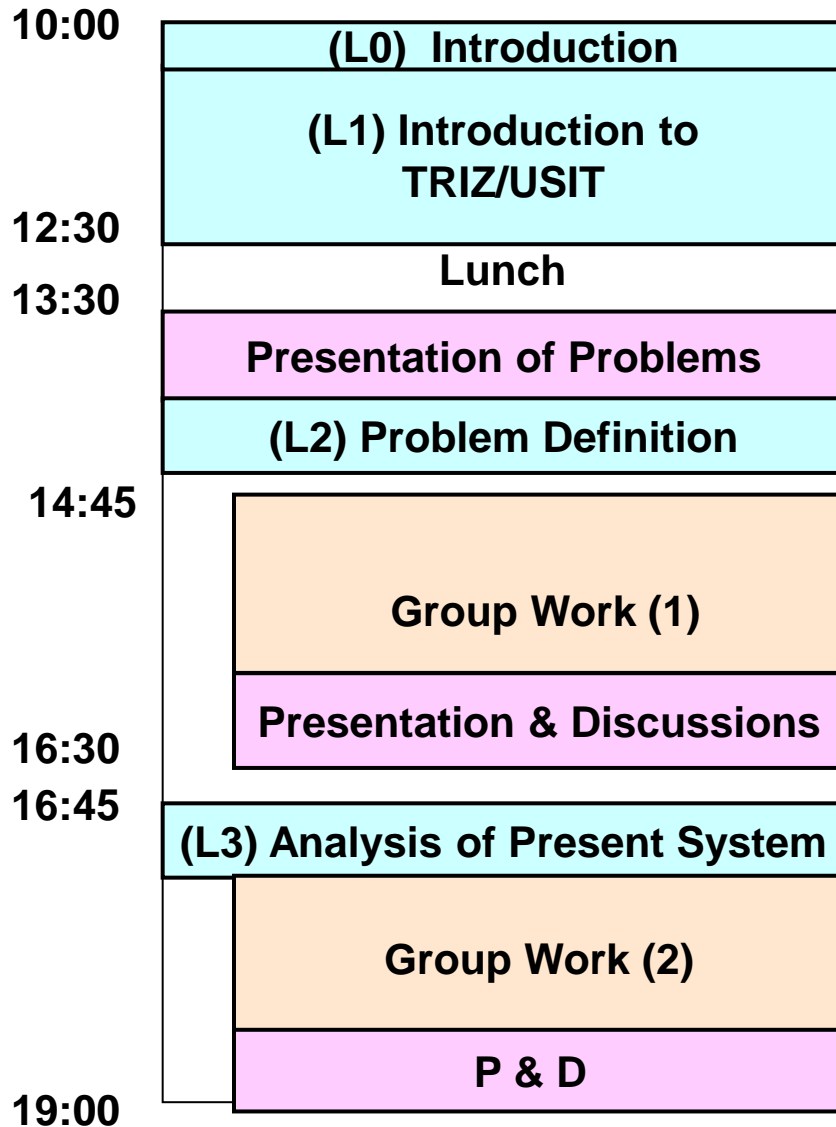 10:00
(L0) Introduction
(L1) Introduction to
TRIZ/USIT
12:30
Lunch
13:30
Presentation of Problems
(L2) Problem Definition
14:45
Group Work (1)
Presentation & Discussions
16:30
16:45
(L3) Analysis of Present System
Group Work (2)
P & D
19:00